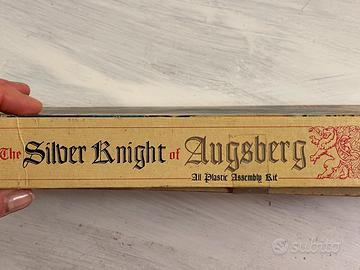 The Silver Knight of Augsberg
All Plastic Assembly Kit
subito